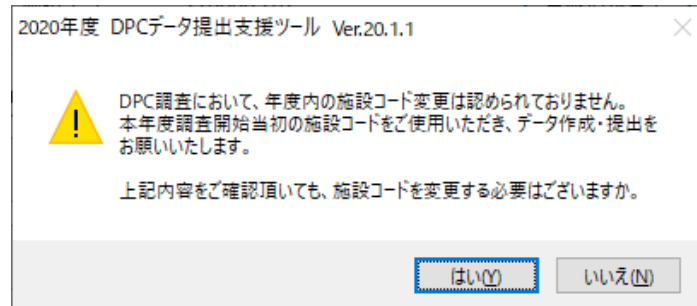 2020年度 DPCデータ提出支援ツール Ver.20.1.1
DPC調査において、年度内の施設コード変更は認められておりません。
本年度調査開始当初の施設コードをご使用いただき、データ作成・提出を
お願いいたします。
上記内容をご確認頂いても、施設コードを変更する必要はございますか。
はい(Y)
いいえ(N)